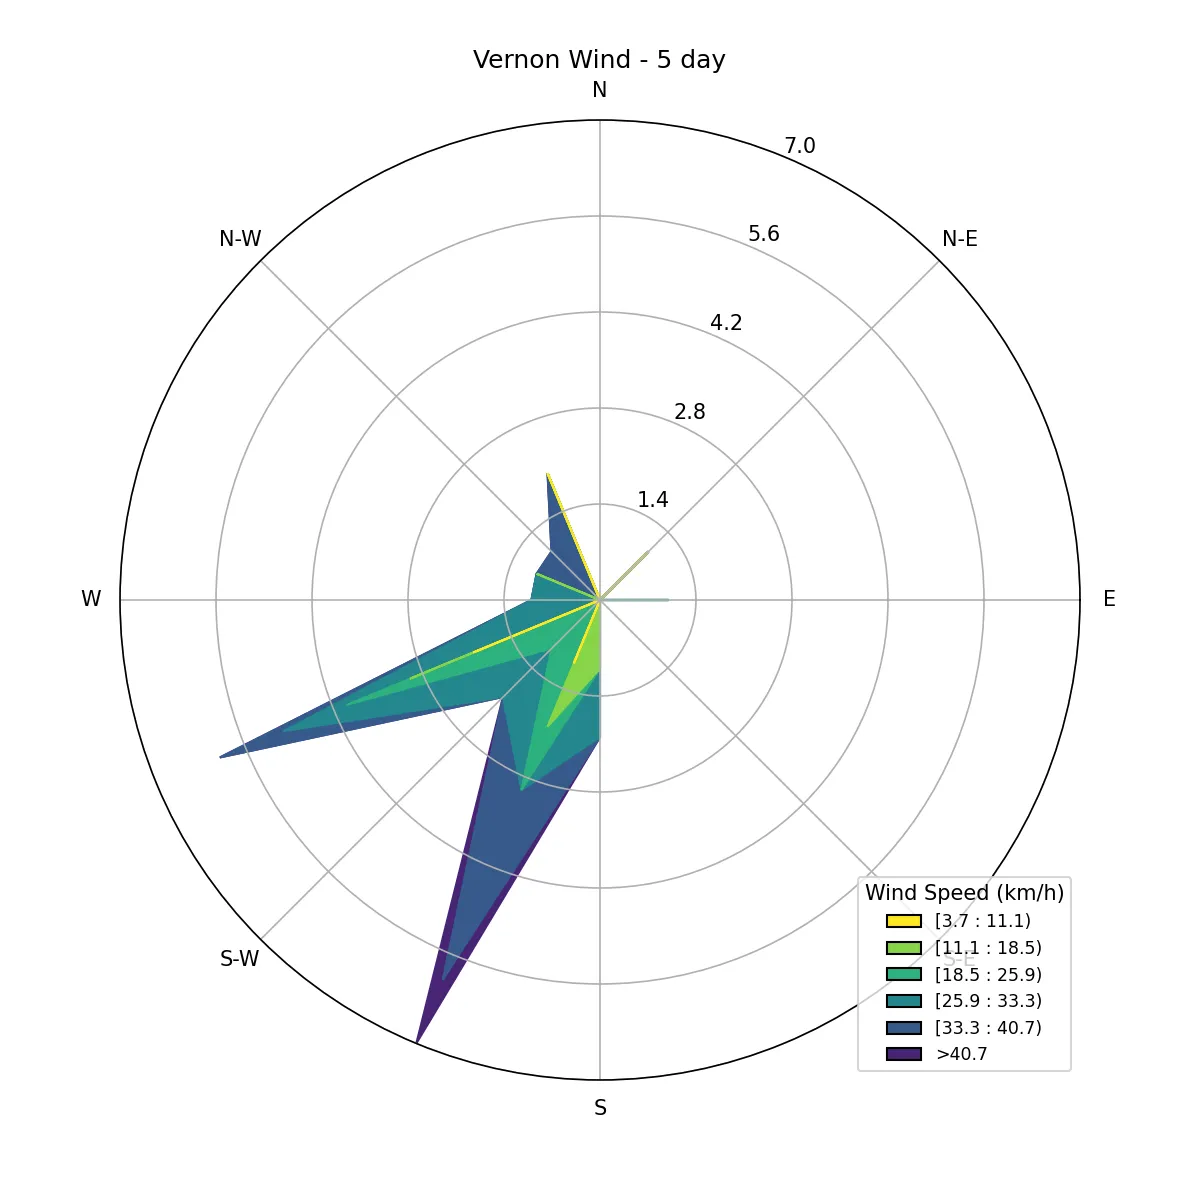 Vernon Wind - 5 day
N
7.0
N-W
5.6
N-E
4.2
2.8
1.4
W
E
S-W
S-E
S
Wind Speed (km/h)
[3.7 : 11.1)
[11.1 : 18.5)
[18.5 : 25.9)
[25.9 : 33.3)
[33.3 : 40.7)
>40.7